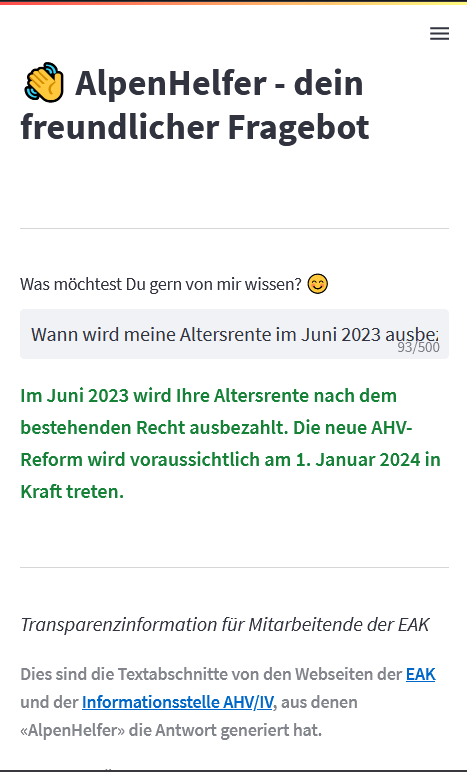 👋 AlpenHelfer - dein
freundlicher Fragebot
Was möchtest Du gern von mir wissen? 😊
Wann wird meine Altersrente im Juni 2023
93/500
Im Juni 2023 wird Ihre Altersrente nach dem
bestehenden Recht ausbezahlt. Die neue AHV-
Reform wird voraussichtlich am 1. Januar 2024 in
Kraft treten.
Transparenzinformation für Mitarbeitende der EAK
Dies sind die Textabschnitte von den Webseiten der EAK
und der Informationsstelle AHV/IV, aus denen
«AlpenHelfer» die Antwort generiert hat.